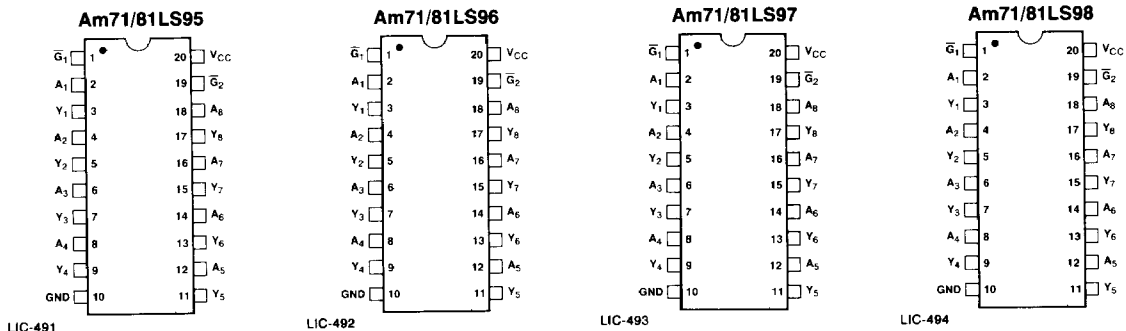 Am71/81LS95 Am71/81LS96 Am71/81LS97 Am71/81LS98
G̅₁ 1 20 VCC G̅₁ 1 20 VCC G̅₁ 1 20 VCC G̅₁ 1 20 VCC
A₁ 2 19 G̅₂ A₁ 2 19 G̅₂ A₁ 2 19 G̅₂ A₁ 2 19 G̅₂
Y₁ 3 18 A₈ Y₁ 3 18 A₈ Y₁ 3 18 A₈ Y₁ 3 18 A₈
A₂ 4 17 Y₈ A₂ 4 17 Y₈ A₂ 4 17 Y₈ A₂ 4 17 Y₈
Y₂ 5 16 A₇ Y₂ 5 16 A₇ Y₂ 5 16 A₇ Y₂ 5 16 A₇
A₃ 6 15 Y₇ A₃ 6 15 Y₇ A₃ 6 15 Y₇ A₃ 6 15 Y₇
Y₃ 7 14 A₆ Y₃ 7 14 A₆ Y₃ 7 14 A₆ Y₃ 7 14 A₆
A₄ 8 13 Y₆ A₄ 8 13 Y₆ A₄ 8 13 Y₆ A₄ 8 13 Y₆
Y₄ 9 12 A₅ Y₄ 9 12 A₅ Y₄ 9 12 A₅ Y₄ 9 12 A₅
GND 10 11 Y₅ GND 10 11 Y₅ GND 10 11 Y₅ GND 10 11 Y₅
LIC-491 LIC-492 LIC-493 LIC-494